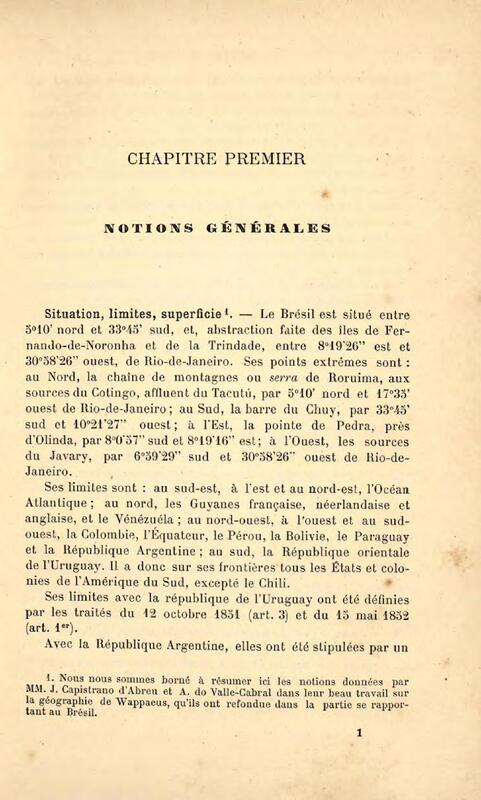 CHAPITRE PREMIER
NOTIONS GÉNÉRALES
Situation, limites, superficie¹. — Le Brésil est situé entre
5°10' nord et 33°45' sud, et, abstraction faite des îles de Fer-
nando-de-Noronha et de la Trindade, entre 8°19'26" est et
30°58'26" ouest, de Rio-de-Janeiro. Ses points extrêmes sont :
au Nord, la chaîne de montagnes ou serra de Roruima, aux
sources du Cotingo, affluent du Tacutú, par 5°10' nord et 17°35'
ouest de Rio-de-Janeiro ; au Sud, la barre du Chuy, par 33°45'
sud et 10°21'27" ouest ; à l'Est, la pointe de Pedra, près
d'Olinda, par 8°0'57" sud et 8°19'16" est ; à l'Ouest, les sources
du Javary, par 6°59'29" sud et 30°58'26" ouest de Rio-de-
Janeiro.
Ses limites sont : au sud-est, à l'est et au nord-est, l'Océan
Atlantique ; au nord, les Guyanes française, néerlandaise et
anglaise, et le Vénézuéla ; au nord-ouest, à l'ouest et au sud-
ouest, la Colombie, l'Équateur, le Pérou, la Bolivie, le Paraguay
et la République Argentine ; au sud, la République orientale
de l'Uruguay. Il a donc sur ses frontières tous les États et colo-
nies de l'Amérique du Sud, excepté le Chili.
Ses limites avec la république de l'Uruguay ont été définies
par les traités du 12 octobre 1851 (art. 3) et du 15 mai 1852
(art. 1er).
Avec la République Argentine, elles ont été stipulées par un
1. Nous nous sommes borné à résumer ici les notions données par
MM. J. Capistrano d'Abreu et A. do Valle-Cabral dans leur beau travail sur
la géographie de Wappaeus, qu'ils ont refondue dans la partie se rappor-
tant au Brésil.
1